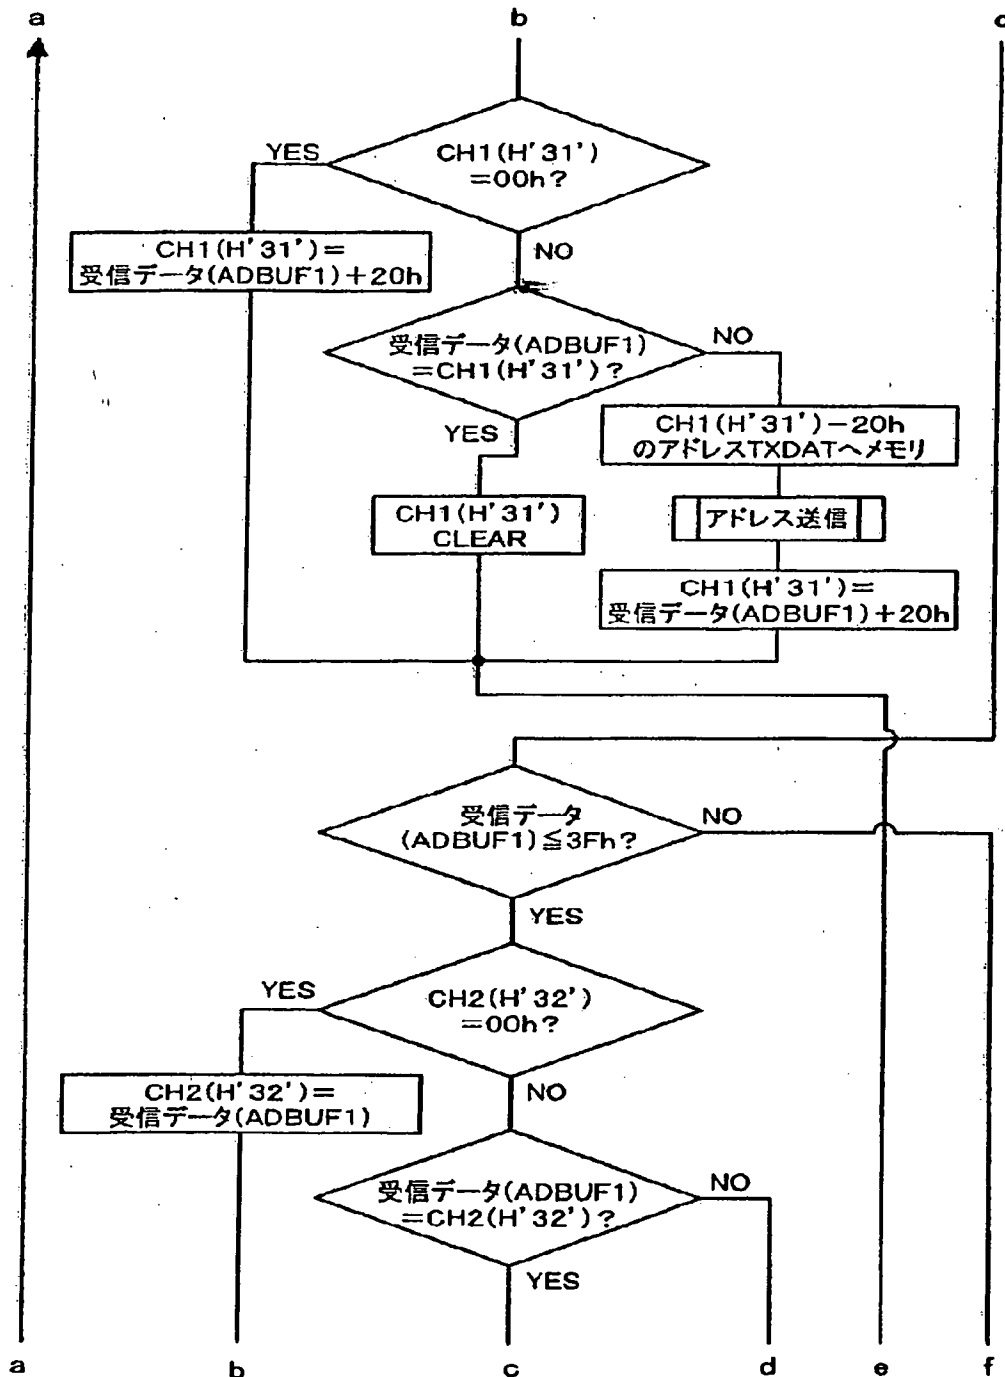 a
b
c
CH1(H'31')
=00h?
YES
NO
CH1(H'31')=
受信データ(ADBUF1)+20h
受信データ(ADBUF1)
=CH1(H'31')?
NO
YES
CH1(H'31')-20h
のアドレスTXDATへメモリ
CH1(H'31')
CLEAR
アドレス送信
CH1(H'31')=
受信データ(ADBUF1)+20h
受信データ
(ADBUF1)≦3Fh?
NO
YES
CH2(H'32')
=00h?
YES
NO
CH2(H'32')=
受信データ(ADBUF1)
受信データ(ADBUF1)
=CH2(H'32')?
NO
YES
a
b
c
d
e
f